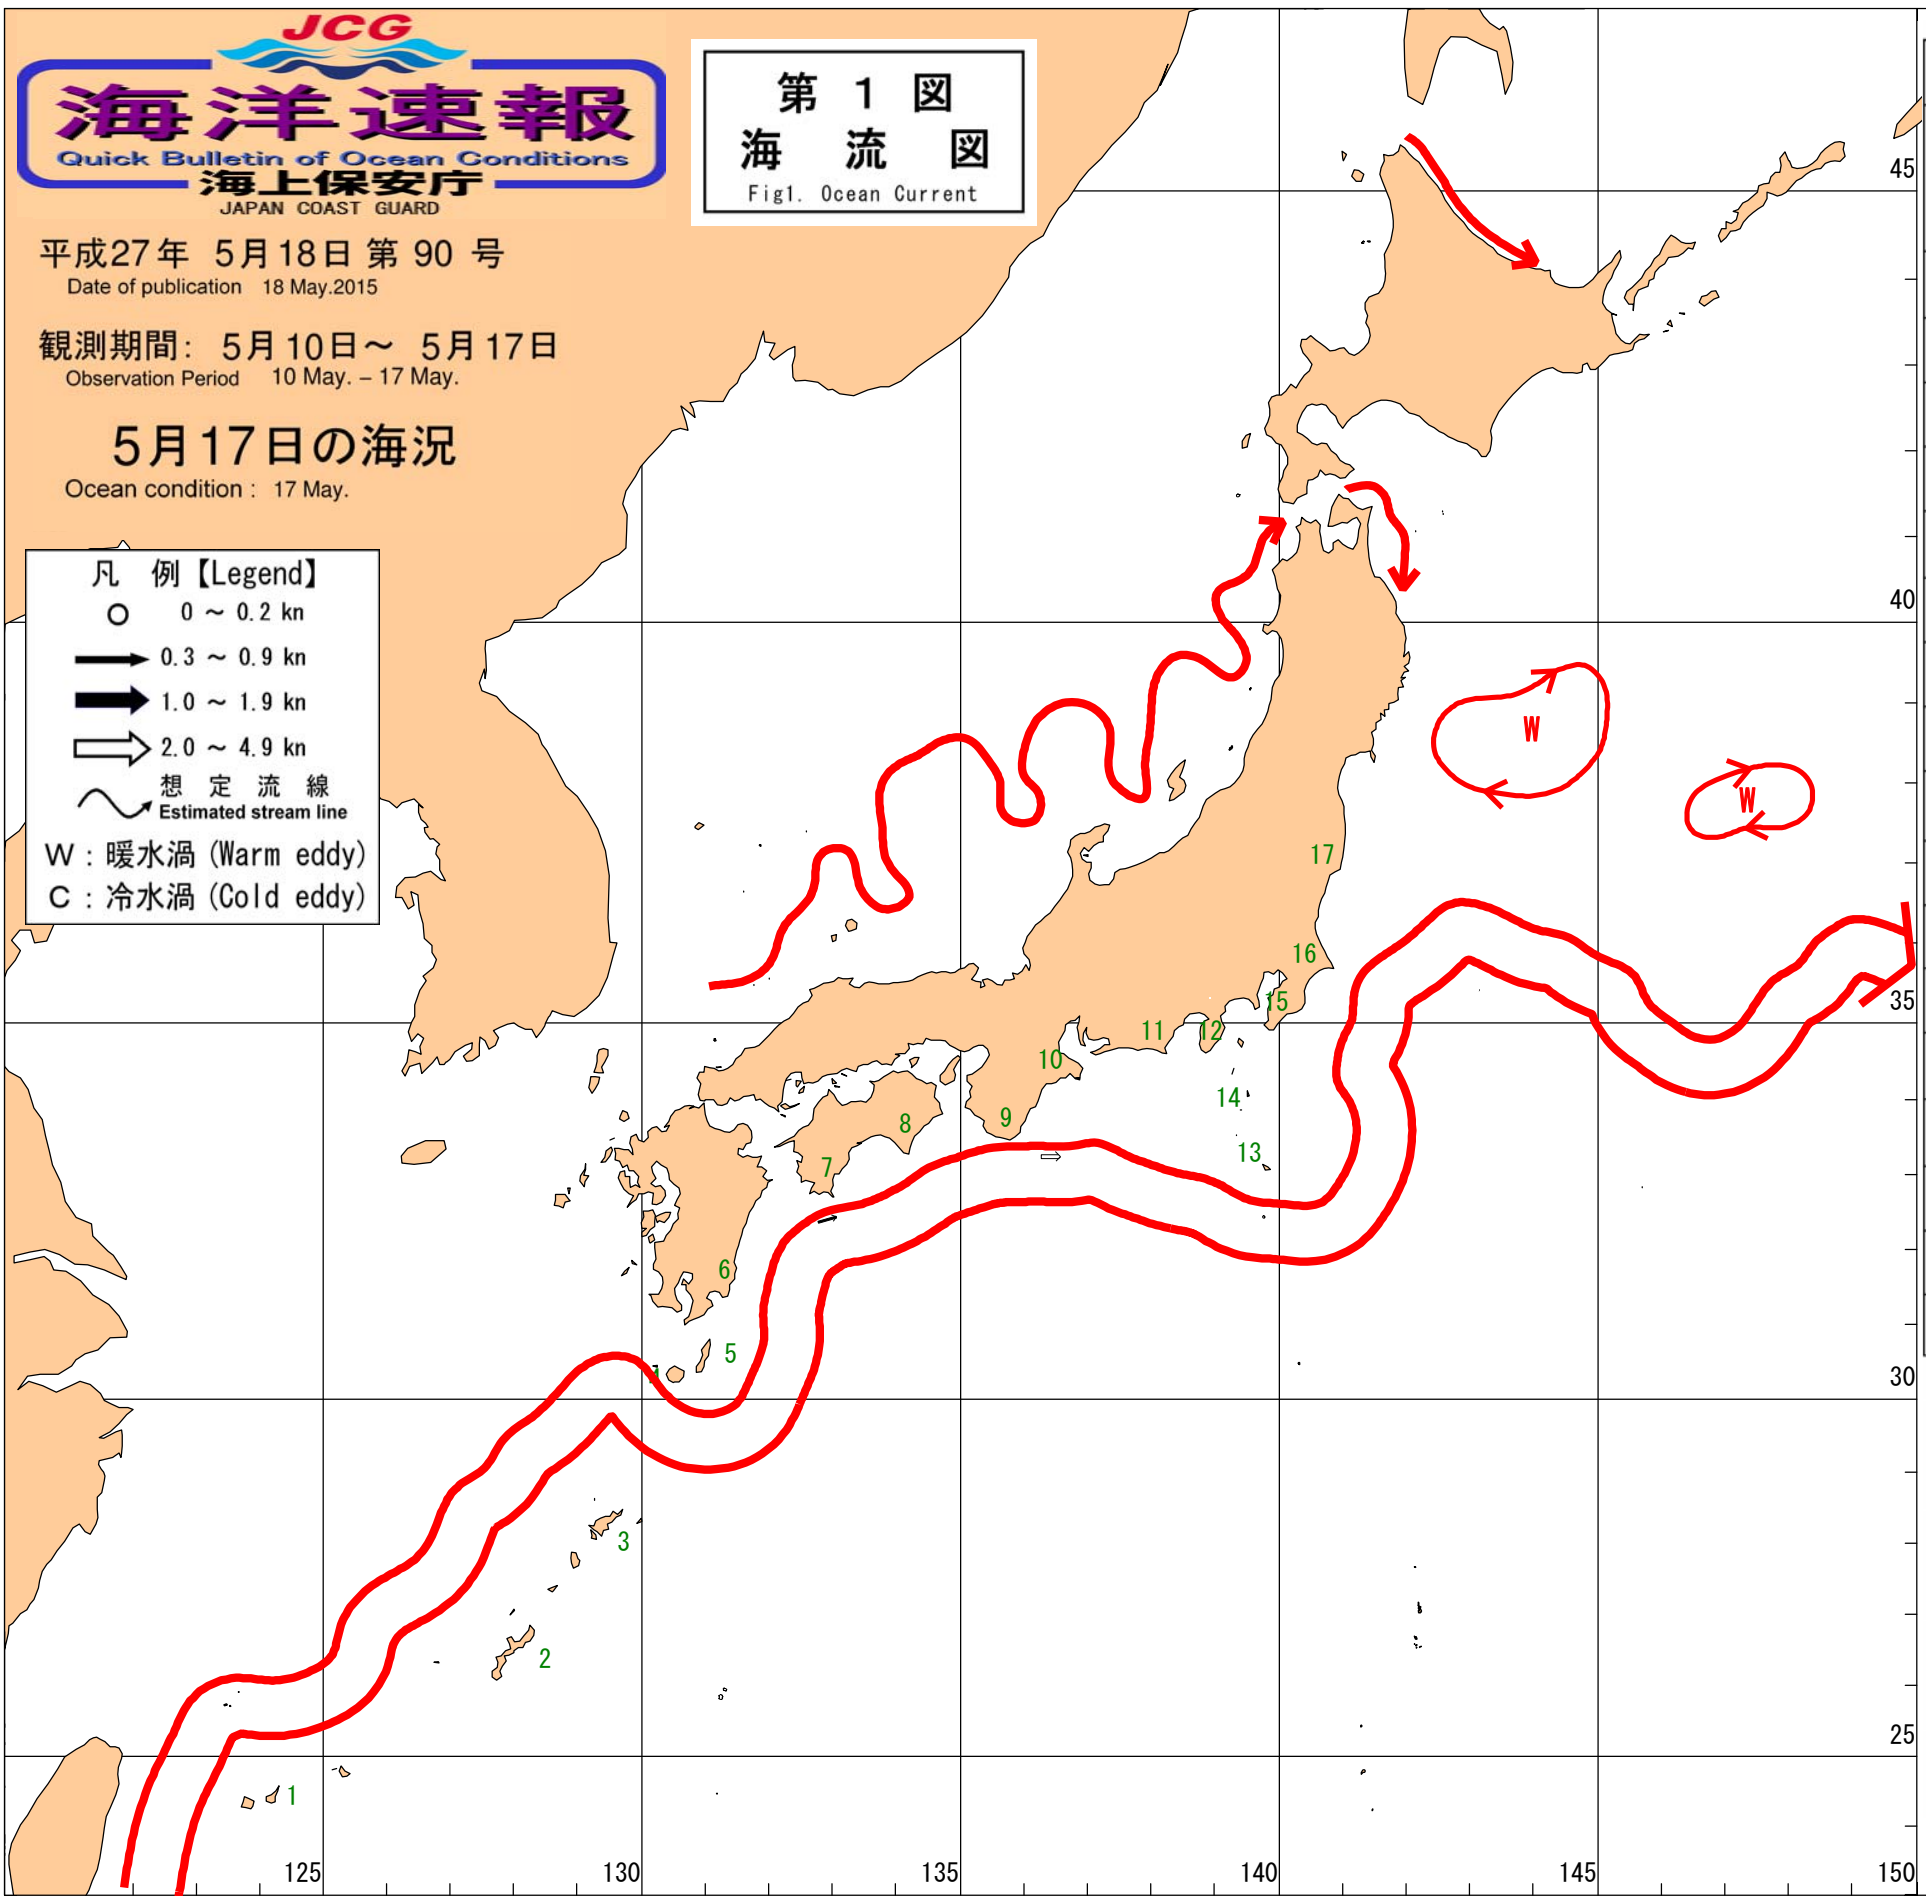 JCG
海洋速報
Quick Bulletin of Ocean Conditions
海上保安庁
JAPAN COAST GUARD
平成27年 5月18日 第 90 号
Date of publication 18 May.2015
観測期間: 5月10日～ 5月17日
Observation Period 10 May. – 17 May.
5月17日の海況
Ocean condition : 17 May.
第 1 図
海 流 図
Fig1. Ocean Current
凡 例【Legend】
0 ～ 0.2 kn
0.3 ～ 0.9 kn
1.0 ～ 1.9 kn
2.0 ～ 4.9 kn
想 定 流 線
Estimated stream line
W : 暖水渦 (Warm eddy)
C : 冷水渦 (Cold eddy)
45
40
W
W
17
16
35
15
12
11
10
14
9
8
13
7
6
5
30
3
2
25
1
125
130
135
140
145
150